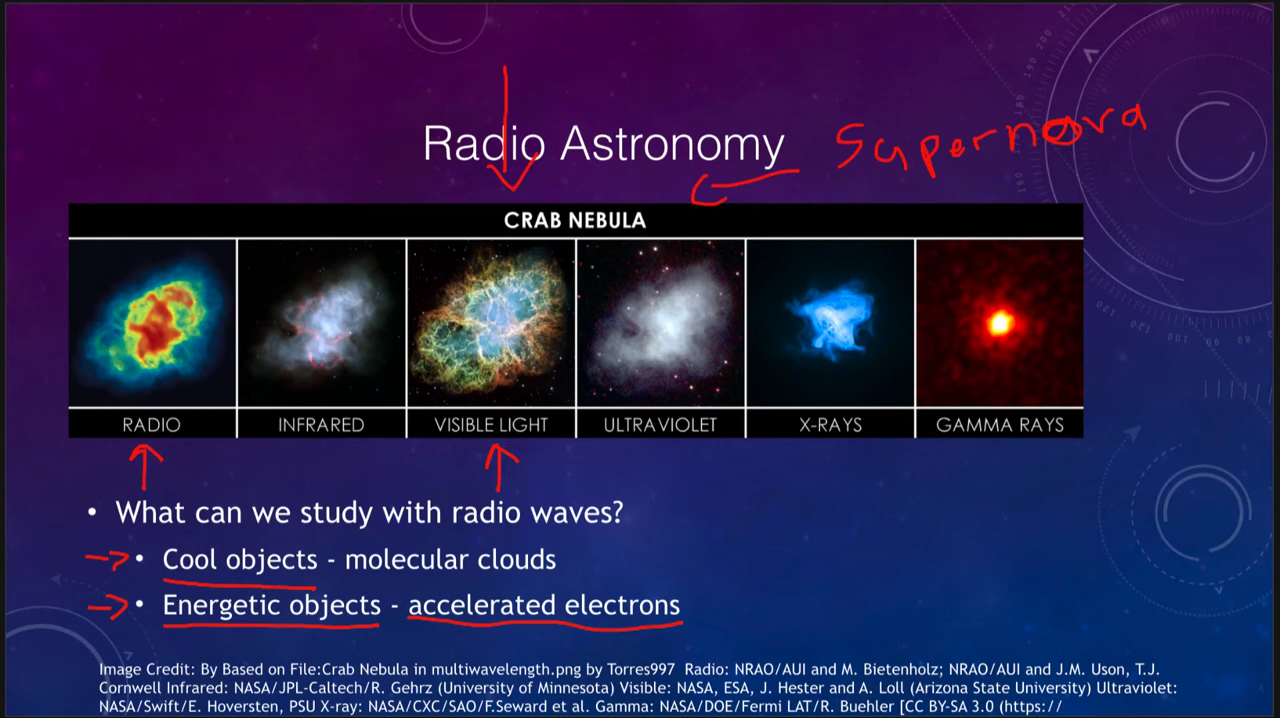 Radio Astronomy
Supernova
CRAB NEBULA
RADIO INFRARED VISIBLE LIGHT ULTRAVIOLET X-RAYS GAMMA RAYS
• What can we study with radio waves?
• Cool objects - molecular clouds
• Energetic objects - accelerated electrons
Image Credit: By Based on File:Crab Nebula in multiwavelength.png by Torres997 Radio: NRAO/AUI and M. Bietenholz; NRAO/AUI and J.M. Uson, T.J.
Cornwell Infrared: NASA/JPL-Caltech/R. Gehrz (University of Minnesota) Visible: NASA, ESA, J. Hester and A. Loll (Arizona State University) Ultraviolet:
NASA/Swift/E. Hoversten, PSU X-ray: NASA/CXC/SAO/F.Seward et al. Gamma: NASA/DOE/Fermi LAT/R. Buehler [CC BY-SA 3.0 (https://